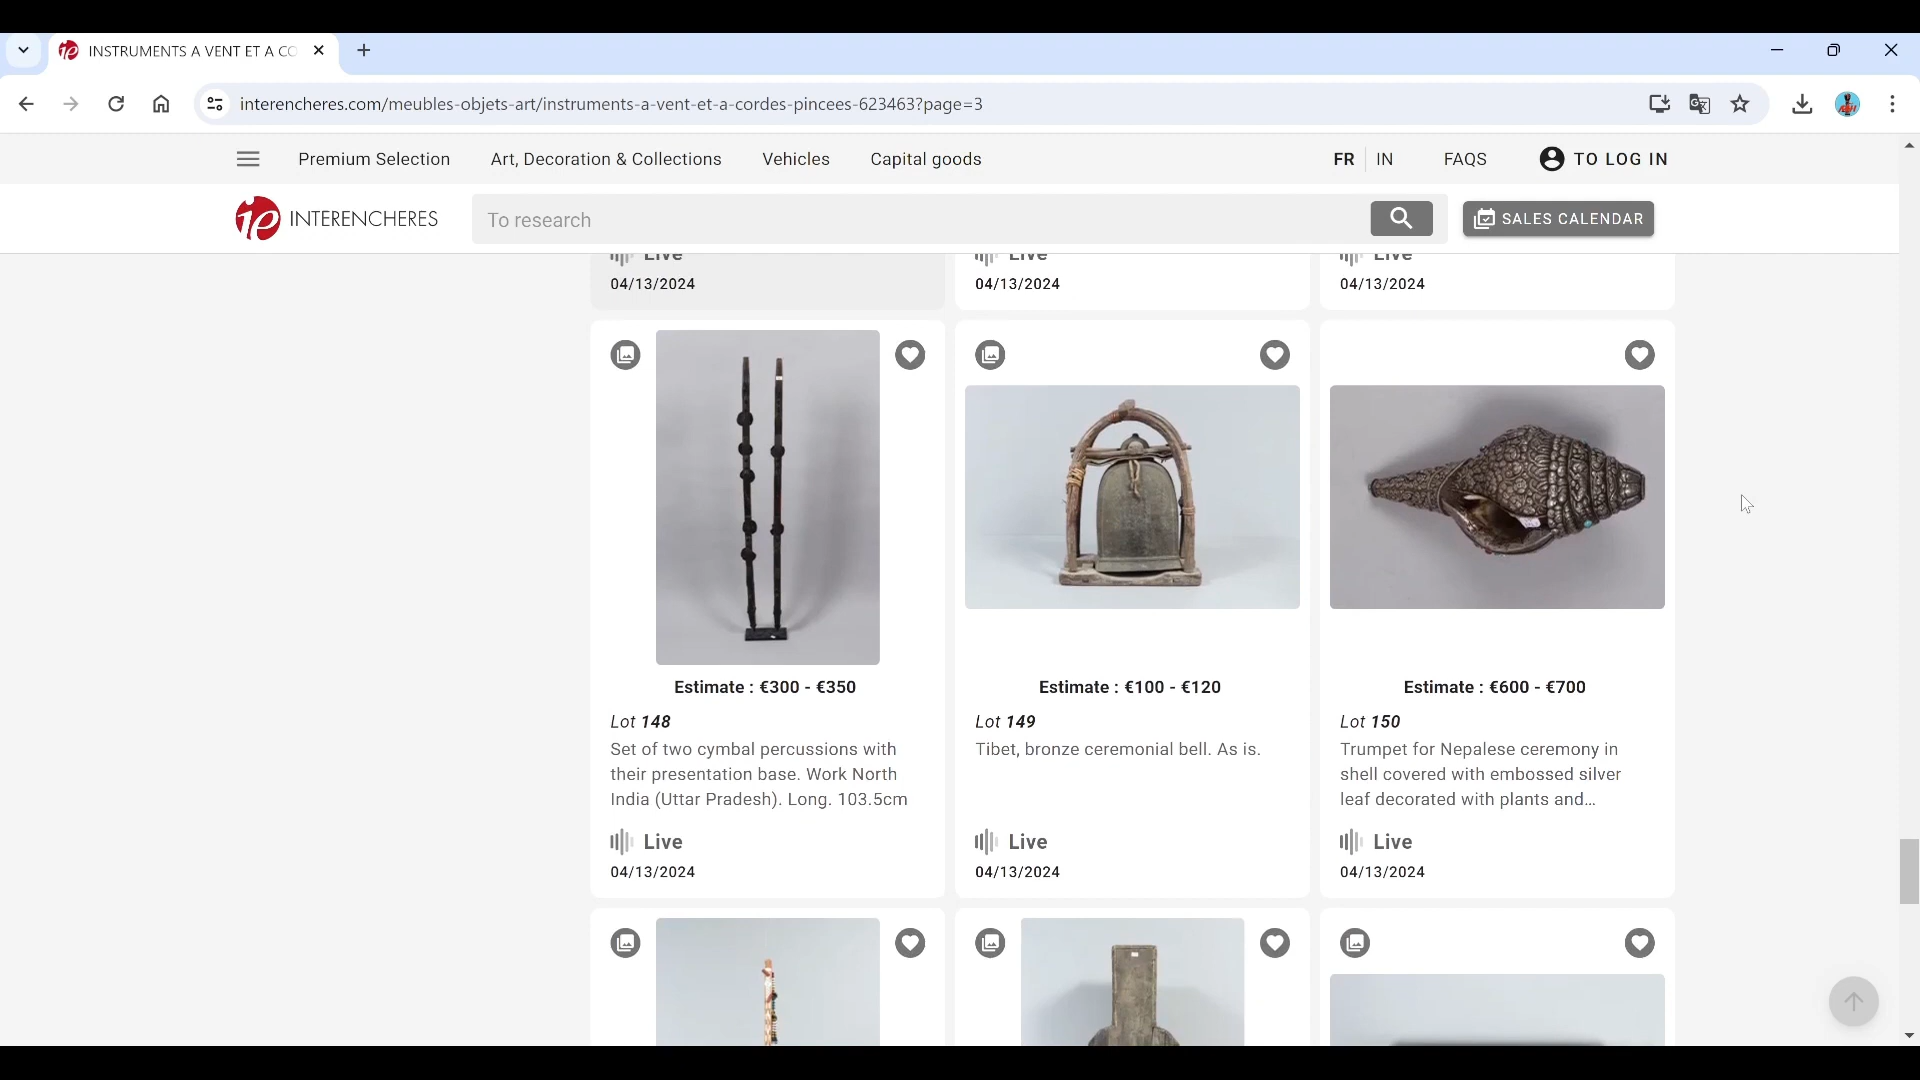 INSTRUMENTS A VENT ET A CO
interencheres.com/meubles-objets-art/instruments-a-vent-et-a-cordes-pincees-623463?page=3
Premium Selection Art, Decoration & Collections Vehicles Capital goods FR IN FAQS TO LOG IN
INTERENCHERES To research SALES CALENDAR
Live Live Live
04/13/2024 04/13/2024 04/13/2024
Estimate : €300 - €350
Lot 148
Set of two cymbal percussions with
their presentation base. Work North
India (Uttar Pradesh). Long. 103.5cm
Live
04/13/2024
Estimate : €100 - €120
Lot 149
Tibet, bronze ceremonial bell. As is.
Live
04/13/2024
Estimate : €600 - €700
Lot 150
Trumpet for Nepalese ceremony in
shell covered with embossed silver
leaf decorated with plants and...
Live
04/13/2024